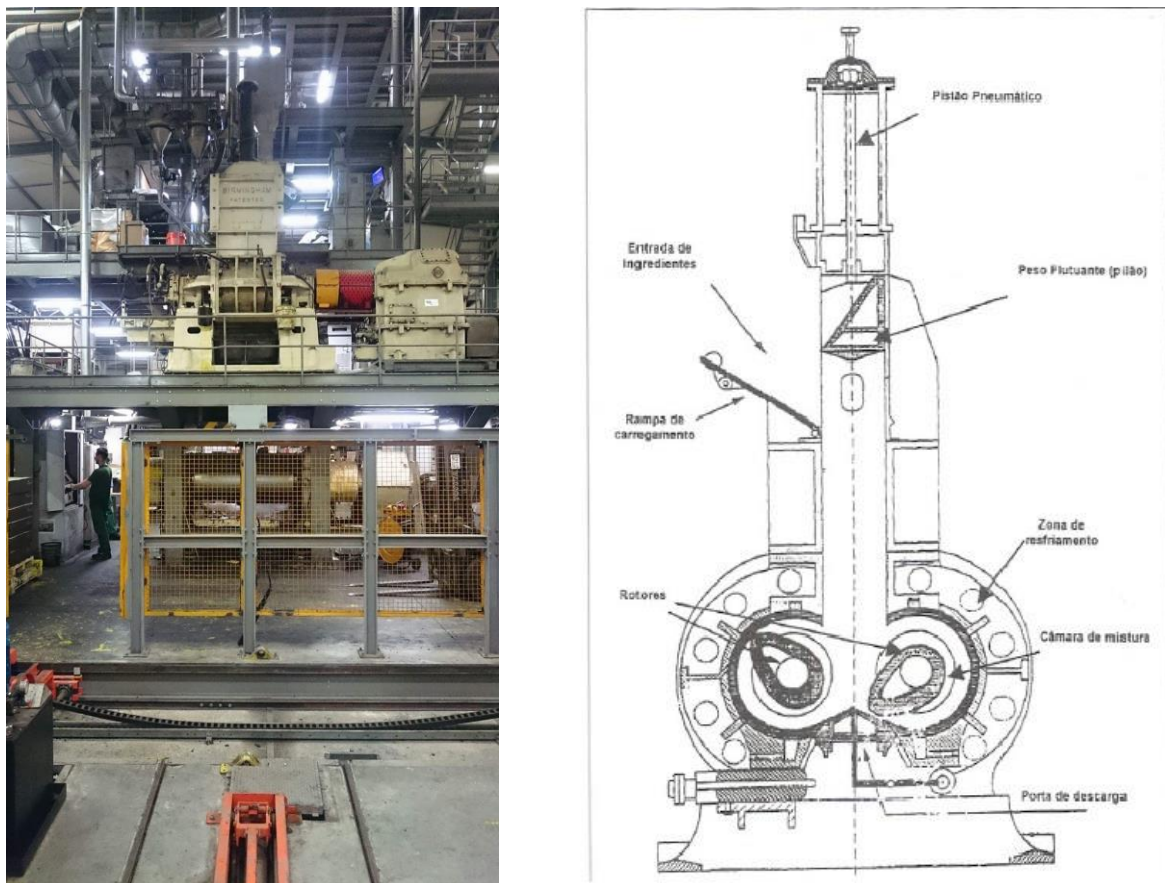 BIRMINGHAM
Pistão Pneumático
Entrada de
ingredientes
Peso Flutuante (pilão)
Rampa de
carregamento
Zona de
resfriamento
Rotores
Câmara de mistura
Porta de descarga